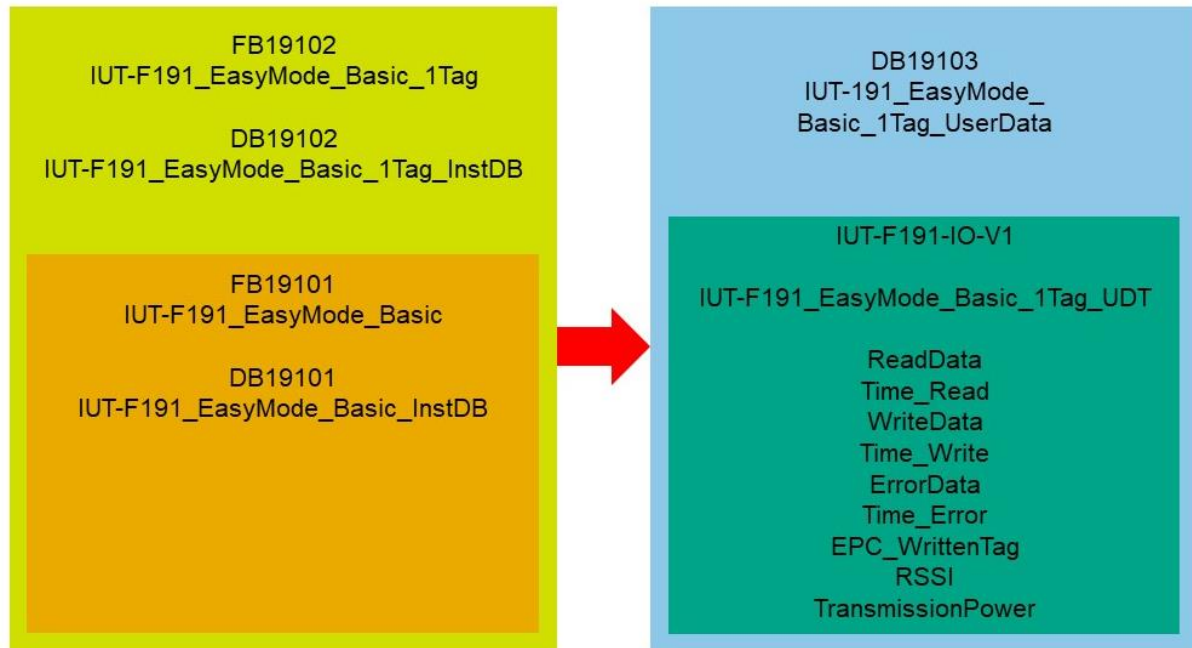 FB19102
IUT-F191_EasyMode_Basic_1Tag
DB19102
IUT-F191_EasyMode_Basic_1Tag_InstDB
FB19101
IUT-F191_EasyMode_Basic
DB19101
IUT-F191_EasyMode_Basic_InstDB
DB19103
IUT-191_EasyMode_
Basic_1Tag_UserData
IUT-F191-IO-V1
IUT-F191_EasyMode_Basic_1Tag_UDT
ReadData
Time_Read
WriteData
Time_Write
ErrorData
Time_Error
EPC_WrittenTag
RSSI
TransmissionPower